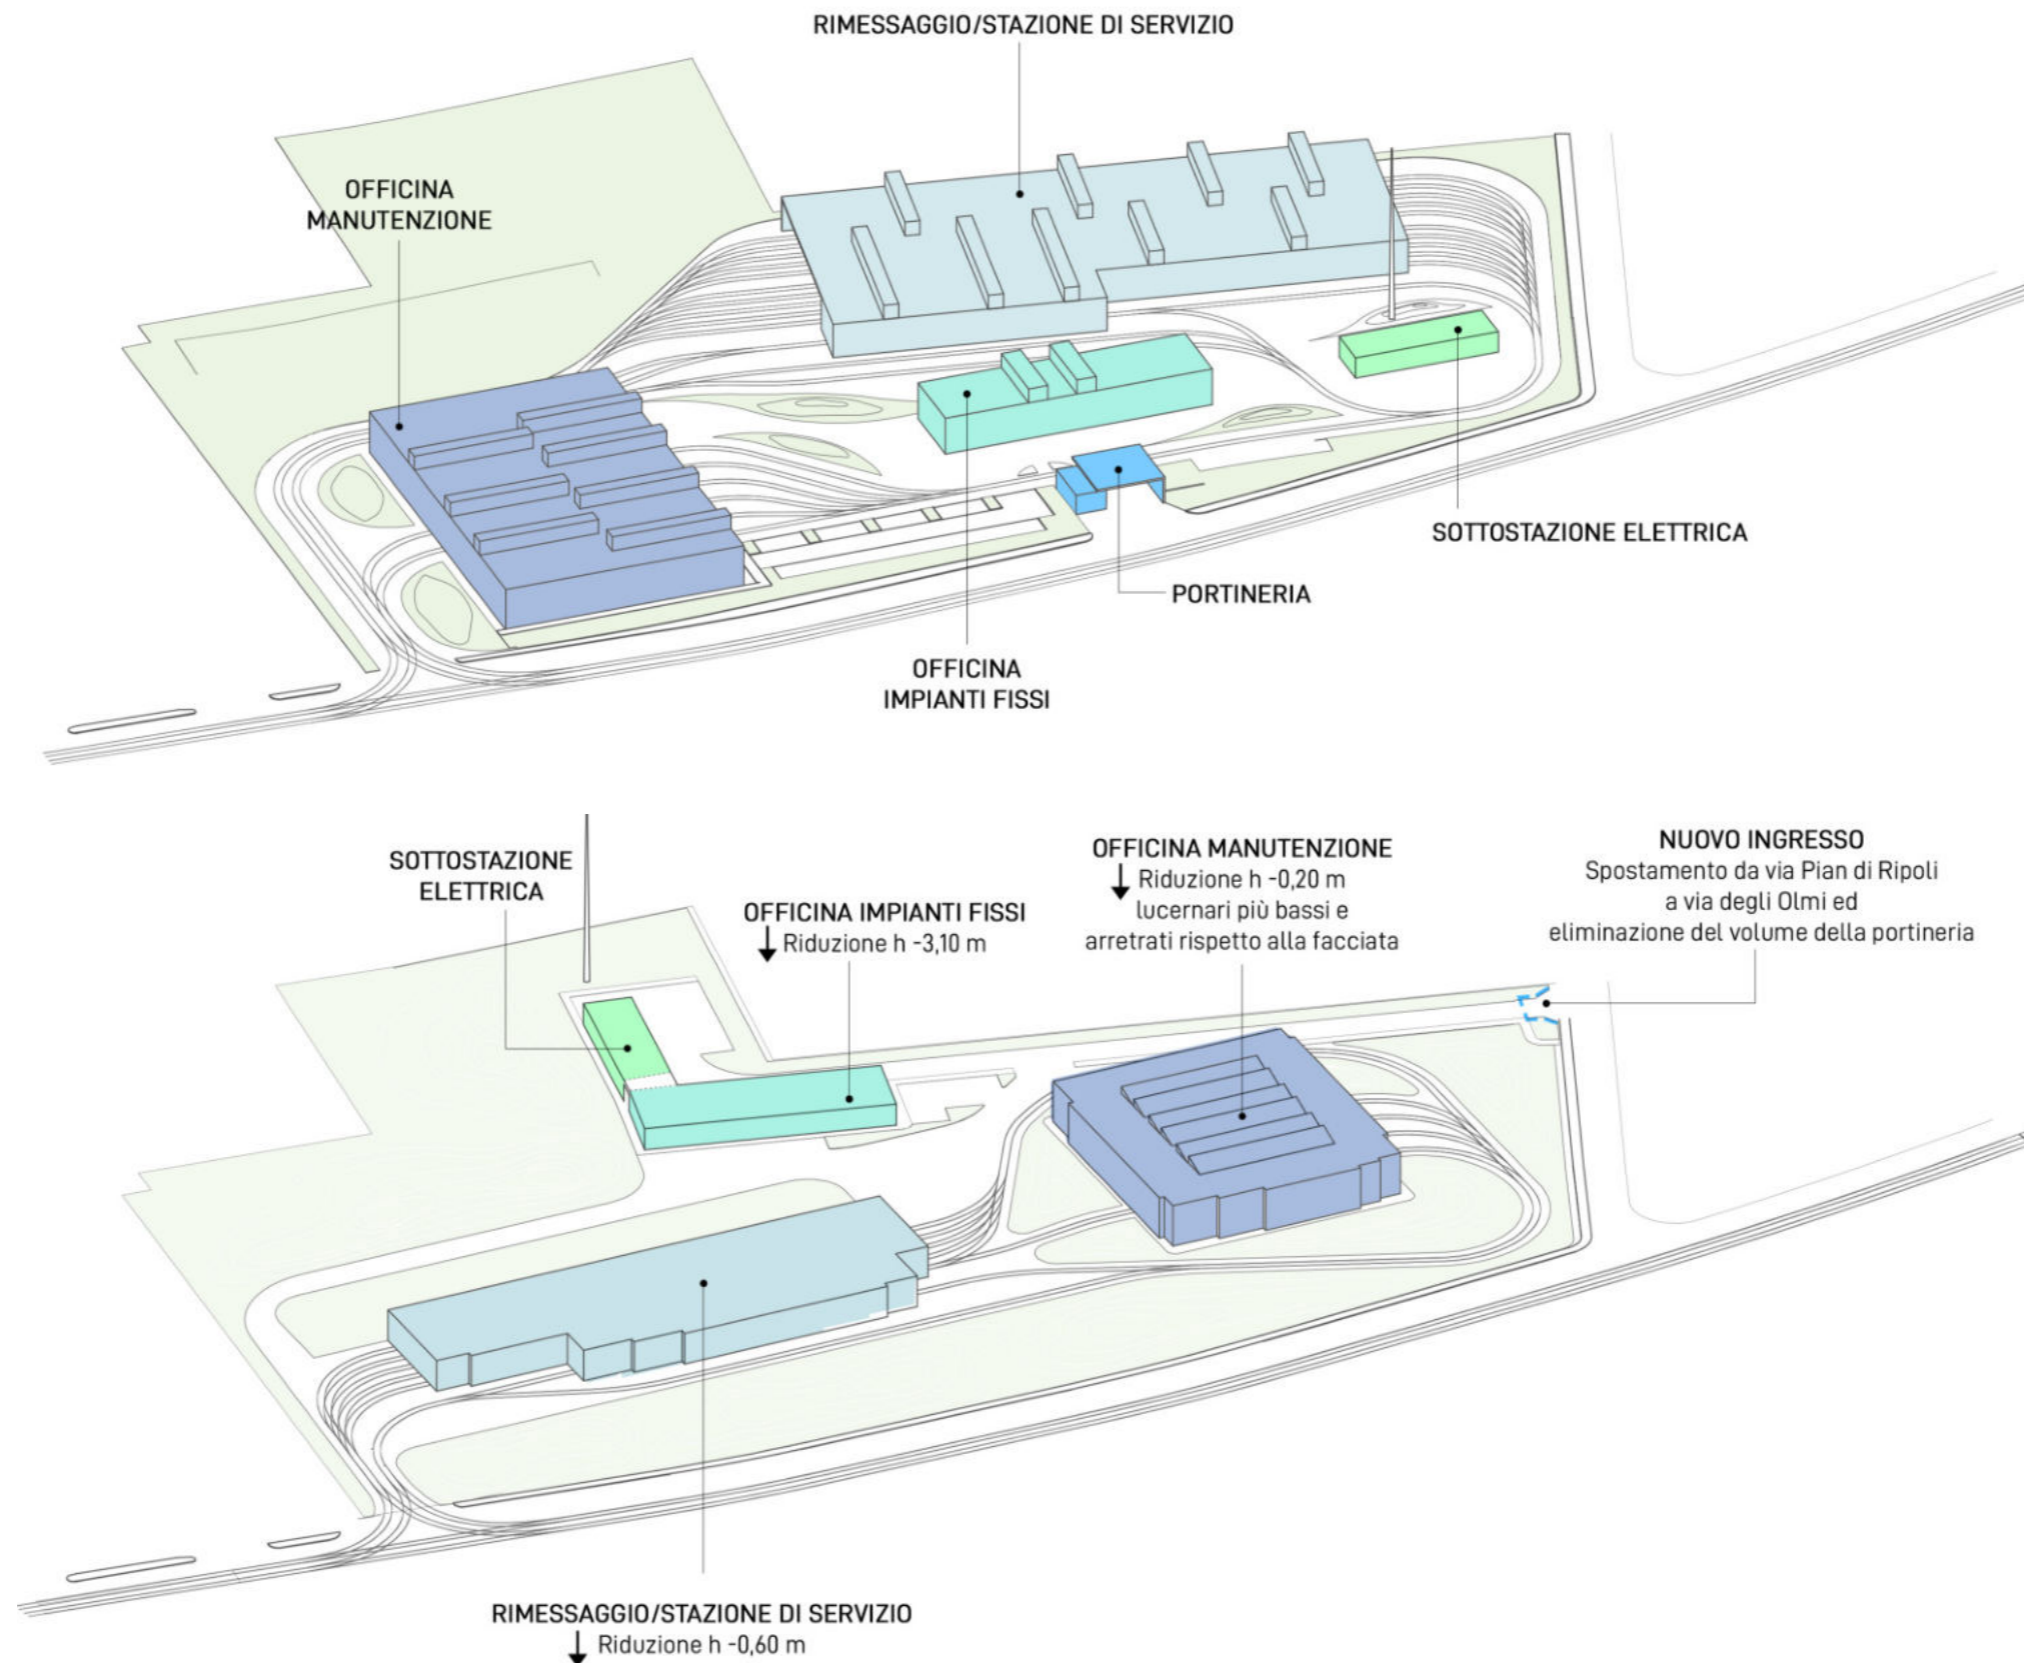 RIMESSAGGIO/STAZIONE DI SERVIZIO
OFFICINA
MANUTENZIONE
SOTTOSTAZIONE ELETTRICA
PORTINERIA
OFFICINA
IMPIANTI FISSI
SOTTOSTAZIONE
ELETTRICA
OFFICINA IMPIANTI FISSI
Riduzione h -3,10 m
OFFICINA MANUTENZIONE
Riduzione h -0,20 m
lucernari più bassi e
arretrati rispetto alla facciata
NUOVO INGRESSO
Spostamento da via Pian di Ripoli
a via degli Olmi ed
eliminazione del volume della portineria
RIMESSAGGIO/STAZIONE DI SERVIZIO
Riduzione h -0,60 m